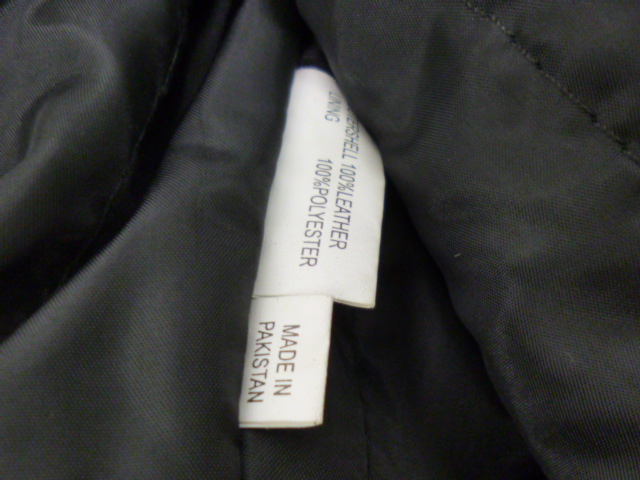 100%LEATHER
LINING 100%POLYESTER
MADE IN
PAKISTAN